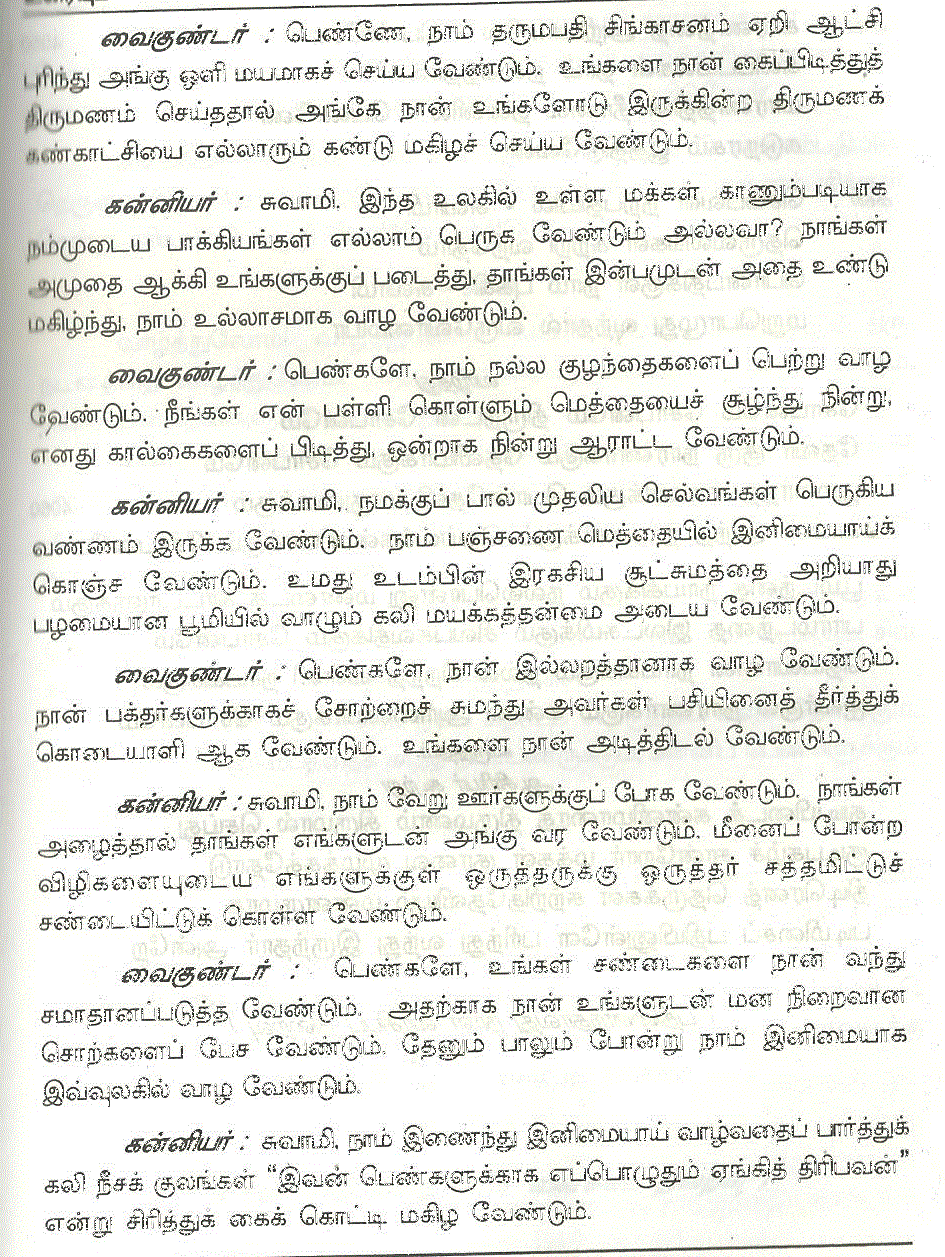 வைகுண்டர் : பெண்ணே, நாம் தருமபதி சிங்காசனம் ஏறி ஆட்சி
புரிந்து அங்கு ஒளி மயமாகச் செய்ய வேண்டும். உங்களை நான் கைப்பிடித்துத்
திருமணம் செய்ததால் அங்கே நான் உங்களோடு இருக்கின்ற திருமணக்
கண்காட்சியை எல்லாரும் கண்டு மகிழச் செய்ய வேண்டும்.
கன்னியர் : சுவாமி, இந்த உலகில் உள்ள மக்கள் காணும்படியாக
நம்முடைய பாக்கியங்கள் எல்லாம் பெருக வேண்டும் அல்லவா? நாங்கள்
அமுதை ஆக்கி உங்களுக்குப் படைத்து, தாங்கள் இன்பமுடன் அதை உண்டு
மகிழ்ந்து, நாம் உல்லாசமாக வாழ வேண்டும்.
வைகுண்டர் : பெண்களே, நாம் நல்ல குழந்தைகளைப் பெற்று வாழ
வேண்டும். நீங்கள் என் பள்ளி கொள்ளும் மெத்தையைச் சூழ்ந்து நின்று,
எனது கால்கைகளைப் பிடித்து, ஒன்றாக நின்று ஆராட்ட வேண்டும்.
கன்னியர் : சுவாமி, நமக்குப் பால் முதலிய செல்வங்கள் பெருகிய
வண்ணம் இருக்க வேண்டும். நாம் பஞ்சணை மெத்தையில் இனிமையாய்க்
கொஞ்ச வேண்டும். உமது உடம்பின் இரகசிய சூட்சுமத்தை அறியாது
பழமையான பூமியில் வாழும் கலி மயக்கத்தன்மை அடைய வேண்டும்.
வைகுண்டர் : பெண்களே, நான் இல்லறத்தானாக வாழ வேண்டும்.
நான் பக்தர்களுக்காகச் சோற்றைச் சுமந்து அவர்கள் பசியினைத் தீர்த்துக்
கொடையாளி ஆக வேண்டும். உங்களை நான் அடித்திடல் வேண்டும்.
கன்னியர் : சுவாமி, நாம் வேறு ஊர்களுக்குப் போக வேண்டும். நாங்கள்
அழைத்தால் தாங்கள் எங்களுடன் அங்கு வர வேண்டும். மீனைப் போன்ற
விழிகளையுடைய எங்களுக்குள் ஒருத்தருக்கு ஒருத்தர் சத்தமிட்டுச்
சண்டையிட்டுக் கொள்ள வேண்டும்.
வைகுண்டர் : பெண்களே, உங்கள் சண்டைகளை நான் வந்து
சமாதானப்படுத்த வேண்டும். அதற்காக நான் உங்களுடன் மன நிறைவான
சொற்களைப் பேச வேண்டும். தேனும் பாலும் போன்று நாம் இனிமையாக
இவ்வுலகில் வாழ வேண்டும்.
கன்னியர் : சுவாமி, நாம் இணைந்து இனிமையாய் வாழ்வதைப் பார்த்துக்
கலி நீசக் குலங்கள் “இவன் பெண்களுக்காக எப்பொழுதும் ஏங்கித் திரிபவன்”
என்று சிரித்துக் கைக் கொட்டி மகிழ வேண்டும்.